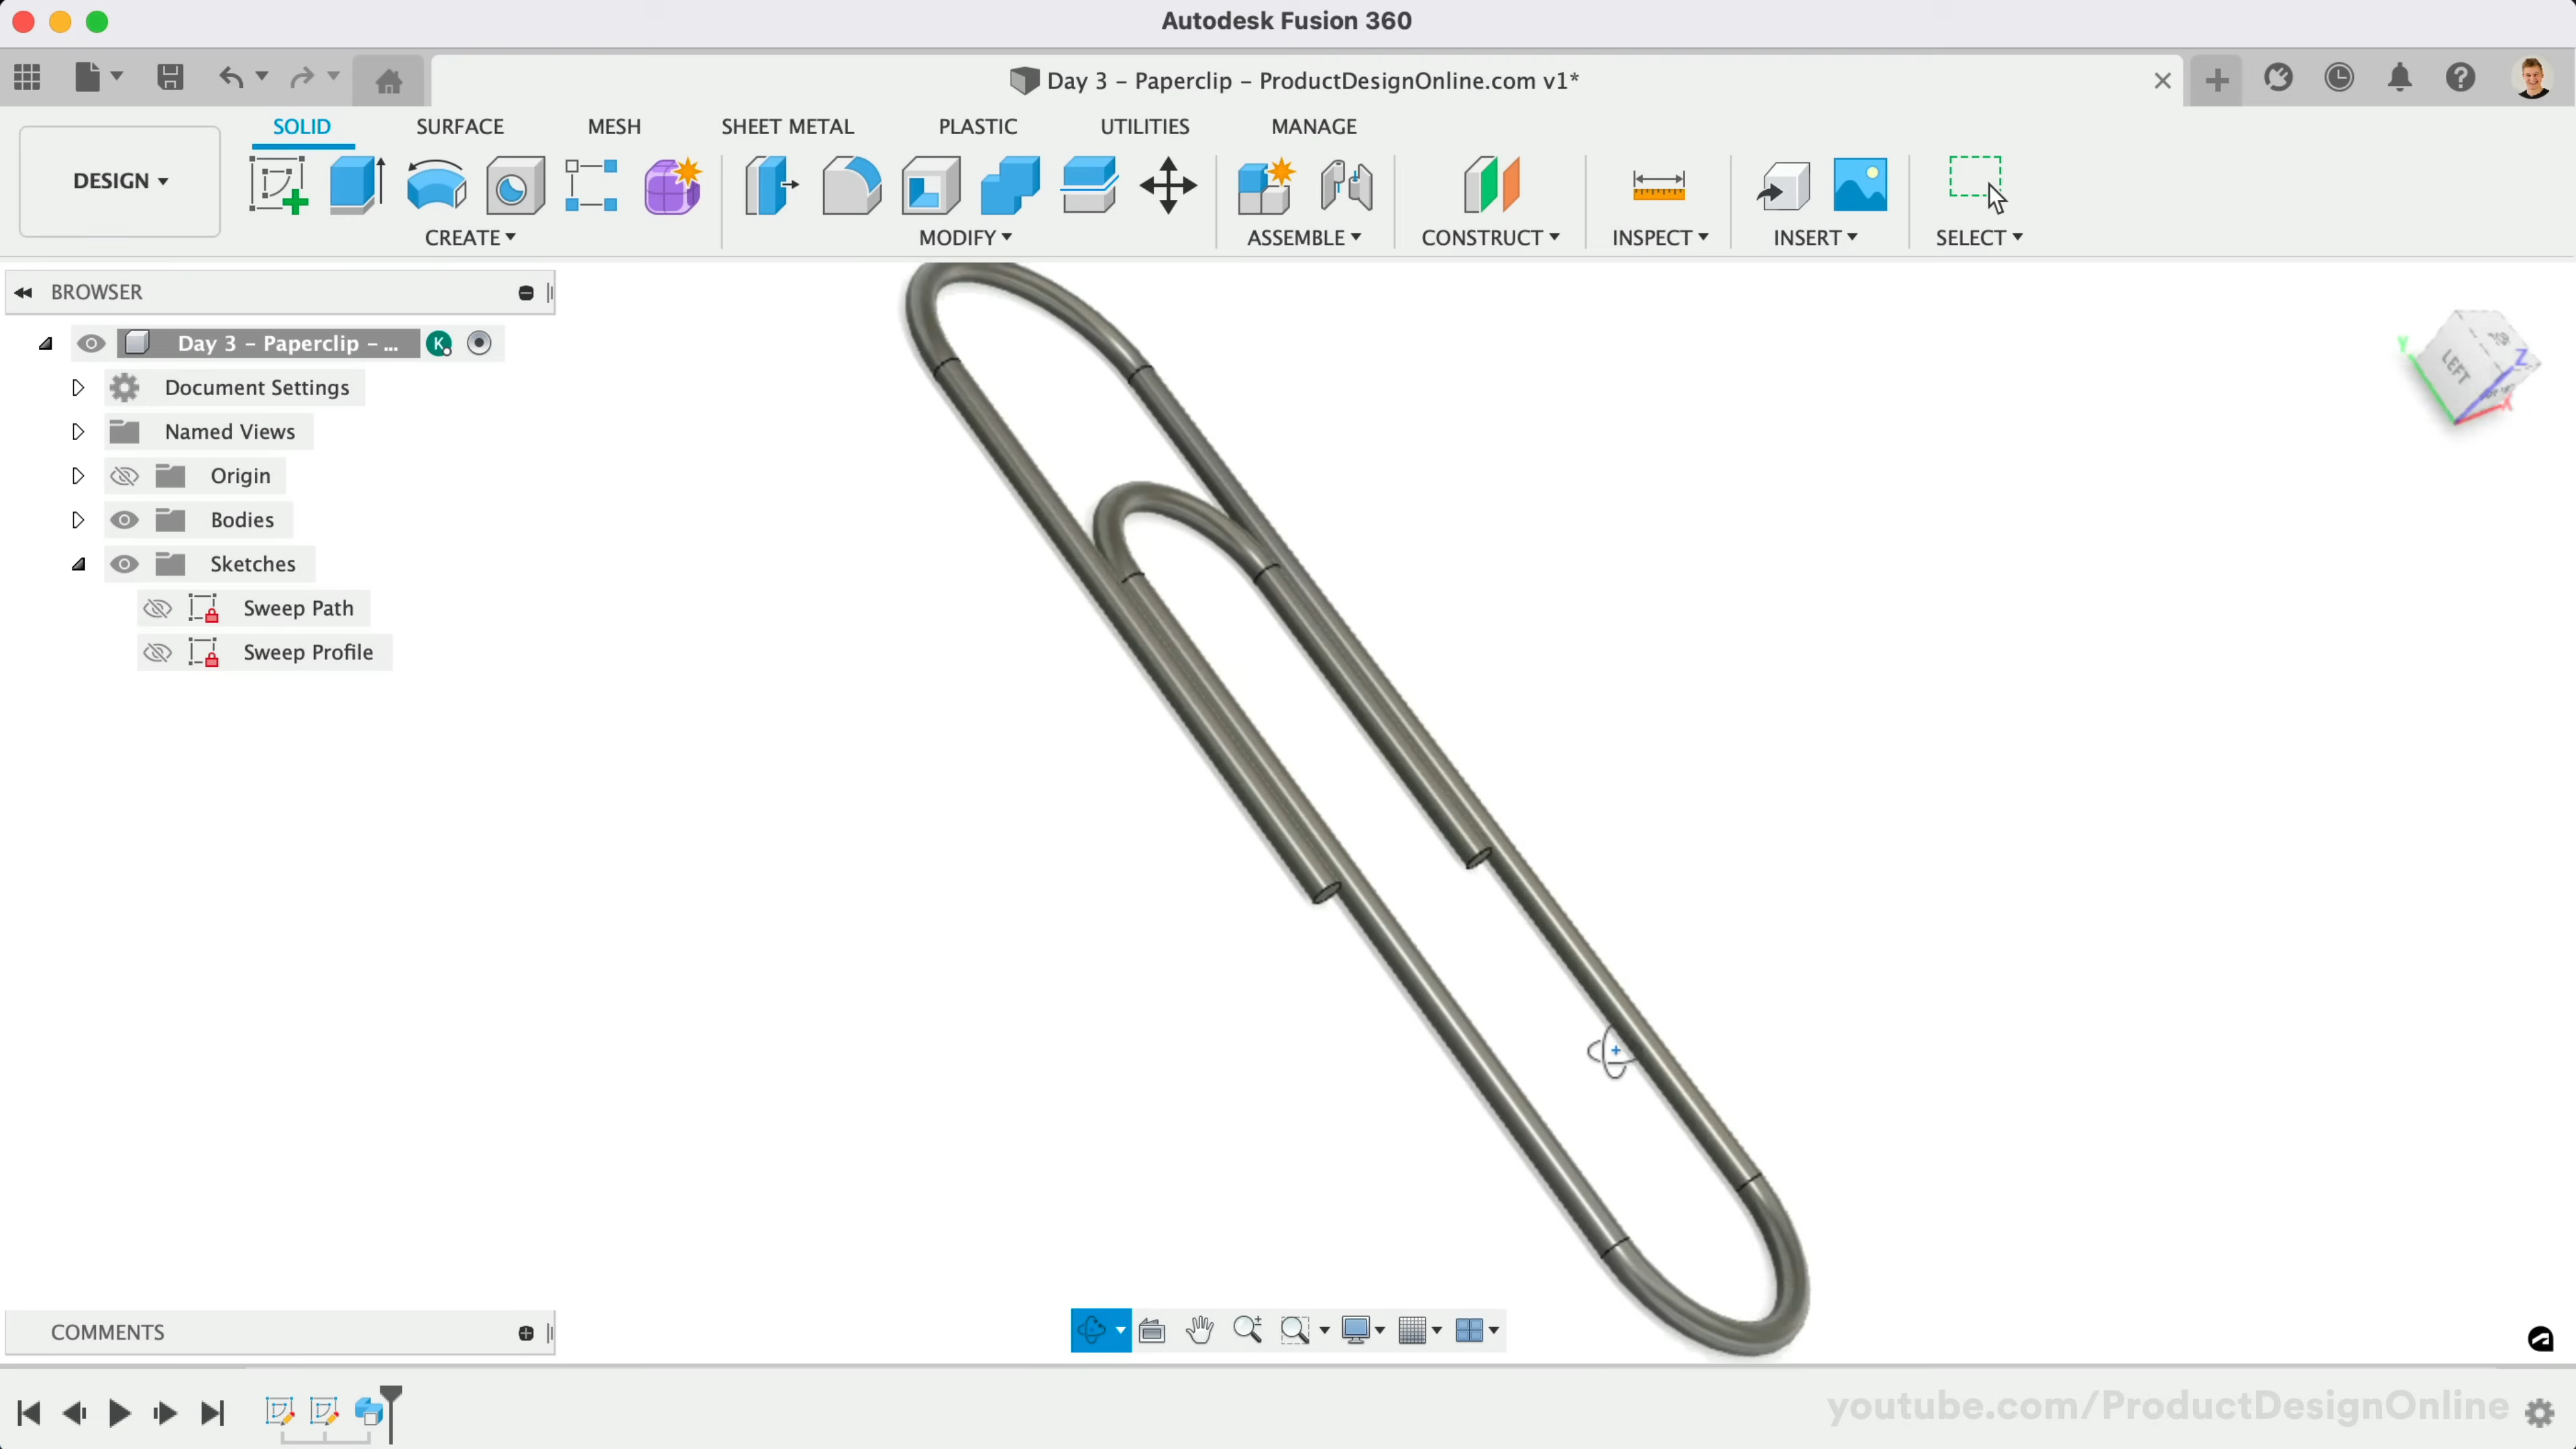 Autodesk Fusion 360
Day 3 – Paperclip – ProductDesignOnline.com v1*
SOLID SURFACE MESH SHEET METAL PLASTIC UTILITIES MANAGE
DESIGN
CREATE MODIFY ASSEMBLE CONSTRUCT INSPECT INSERT SELECT
BROWSER
Day 3 – Paperclip – ...
K
Document Settings
Named Views
Origin
Bodies
Sketches
Sweep Path
Sweep Profile
Y
LEFT
Z
X
COMMENTS
youtube.com/ProductDesignOnline